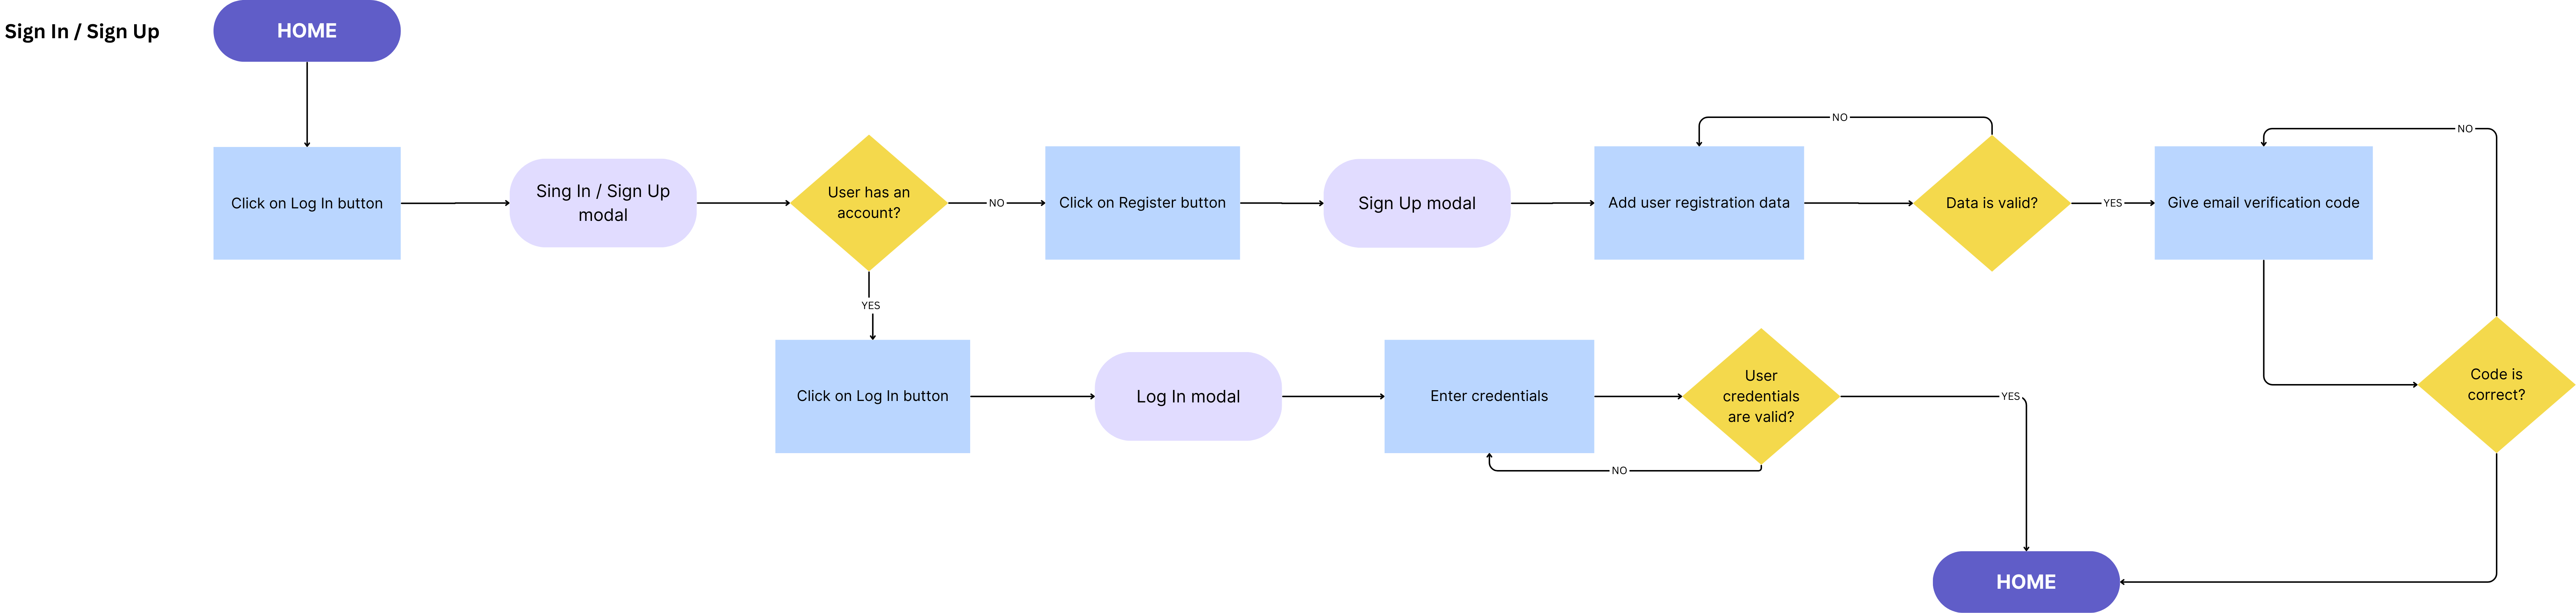 Sign In / Sign Up
HOME
Click on Log In button
Sing In / Sign Up
modal
User has an
account?
NO
Click on Register button
Sign Up modal
Add user registration data
NO
Data is valid?
YES
Give email verification code
NO
Code is
correct?
YES
Click on Log In button
Log In modal
Enter credentials
User
credentials
are valid?
NO
YES
HOME